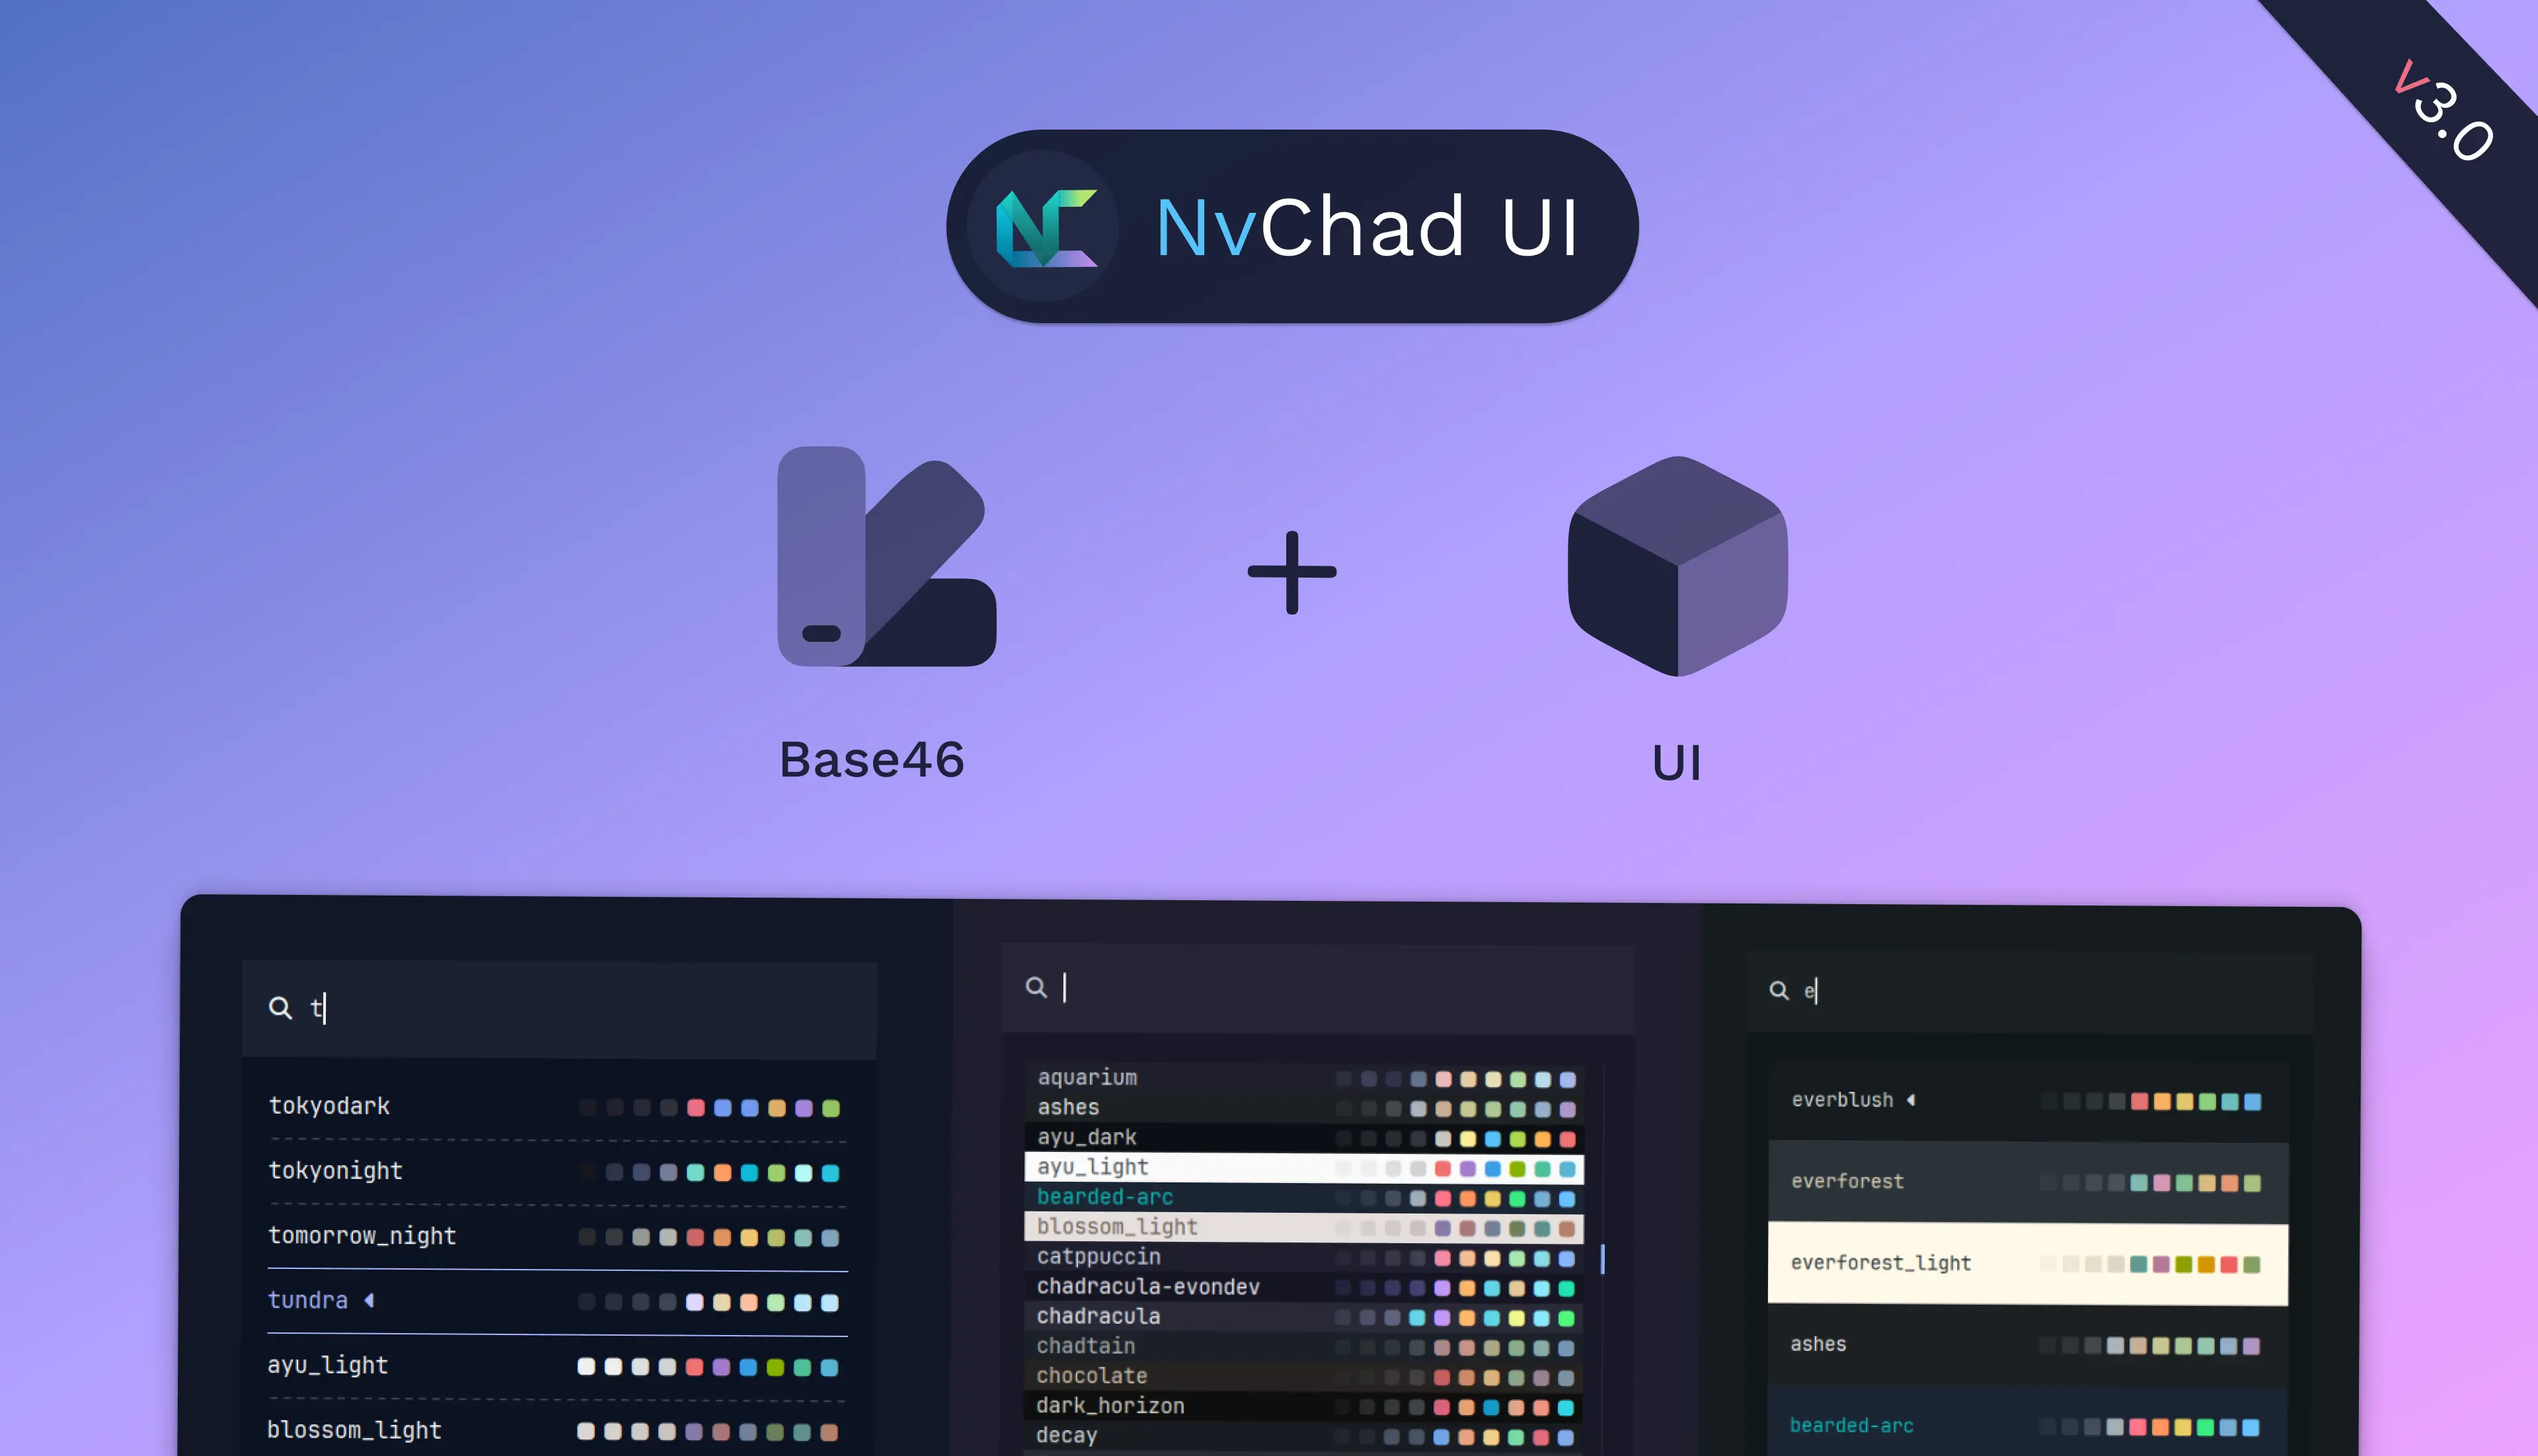 v3.0
NvChad UI
Base46
UI
t
tokyodark
tokyonight
tomorrow_night
tundra
ayu_light
blossom_light
aquarium
ashes
ayu_dark
ayu_light
bearded-arc
blossom_light
catppuccin
chadracula-evondev
chadracula
chadtain
chocolate
dark_horizon
decay
e
everblush
everforest
everforest_light
ashes
bearded-arc